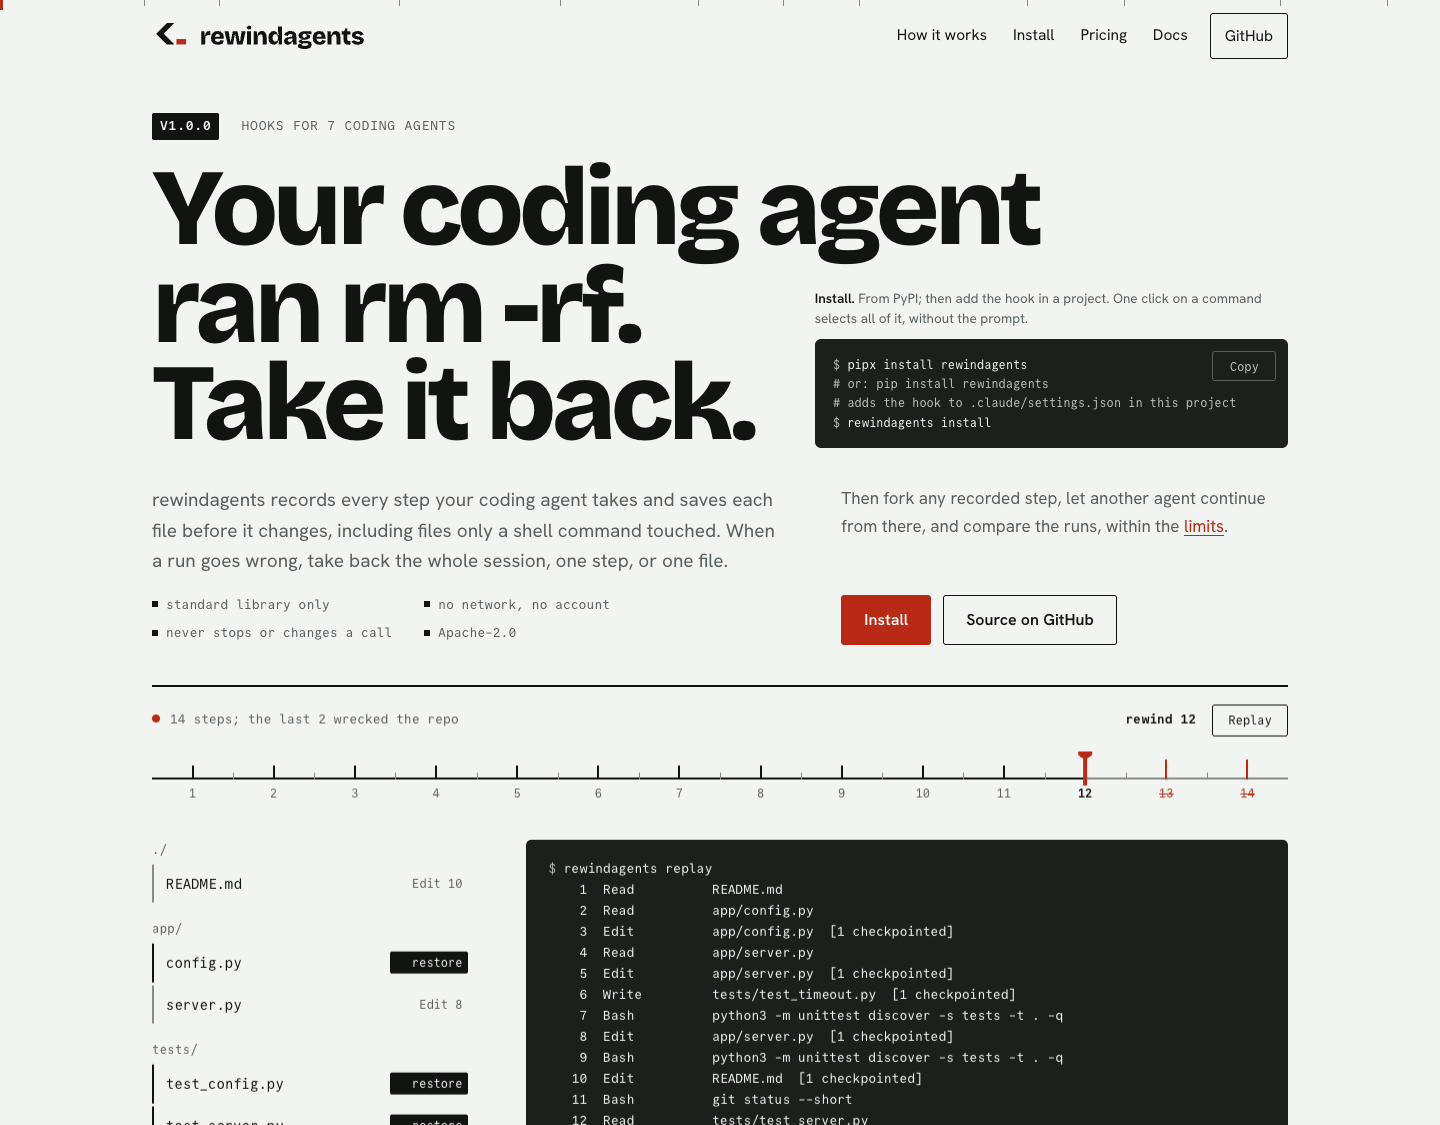 rewindagents
How it works
Install
Pricing
Docs
GitHub
V1.0.0 HOOKS FOR 7 CODING AGENTS
Your coding agent
ran rm -rf.
Take it back.
Install. From PyPI; then add the hook in a project. One click on a command
selects all of it, without the prompt.
$ pipx install rewindagents
# or: pip install rewindagents
# adds the hook to .claude/settings.json in this project
$ rewindagents install
Copy
rewindagents records every step your coding agent takes and saves each
file before it changes, including files only a shell command touched. When
a run goes wrong, take back the whole session, one step, or one file.
Then fork any recorded step, let another agent continue
from there, and compare the runs, within the limits.
standard library only
no network, no account
never stops or changes a call
Apache-2.0
Install
Source on GitHub
14 steps; the last 2 wrecked the repo
rewind 12
Replay
1 2 3 4 5 6 7 8 9 10 11 12 13 14
./
README.md Edit 10
app/
config.py restore
server.py Edit 8
tests/
test_config.py restore
test_server.py restore
$ rewindagents replay
1 Read README.md
2 Read app/config.py
3 Edit app/config.py [1 checkpointed]
4 Read app/server.py
5 Edit app/server.py [1 checkpointed]
6 Write tests/test_timeout.py [1 checkpointed]
7 Bash python3 -m unittest discover -s tests -t . -q
8 Edit app/server.py [1 checkpointed]
9 Bash python3 -m unittest discover -s tests -t . -q
10 Edit README.md [1 checkpointed]
11 Bash git status --short
12 Read tests/test_server.py